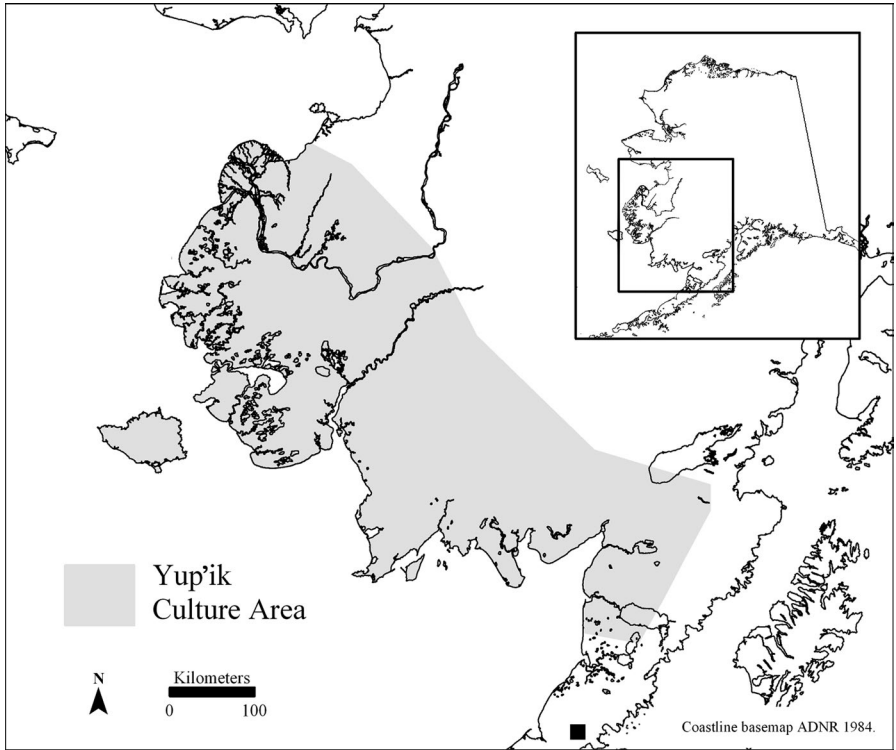 Yup'ik
Culture Area
N
Kilometers
0 100
Coastline basemap ADNR 1984.